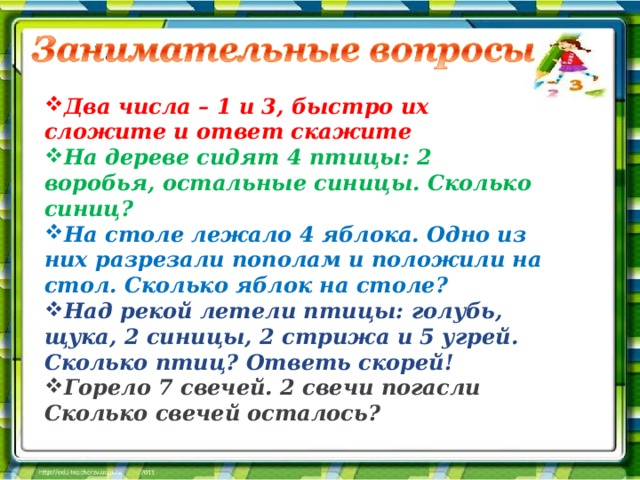 Занимательные вопросы
❖Два числа – 1 и 3, быстро их
сложите и ответ скажите
❖На дереве сидят 4 птицы: 2
воробья, остальные синицы. Сколько
синиц?
❖На столе лежало 4 яблока. Одно из
них разрезали пополам и положили на
стол. Сколько яблок на столе?
❖Над рекой летели птицы: голубь,
щука, 2 синицы, 2 стрижа и 5 угрей.
Сколько птиц? Ответь скорей!
❖Горело 7 свечей. 2 свечи погасли
Сколько свечей осталось?
2011